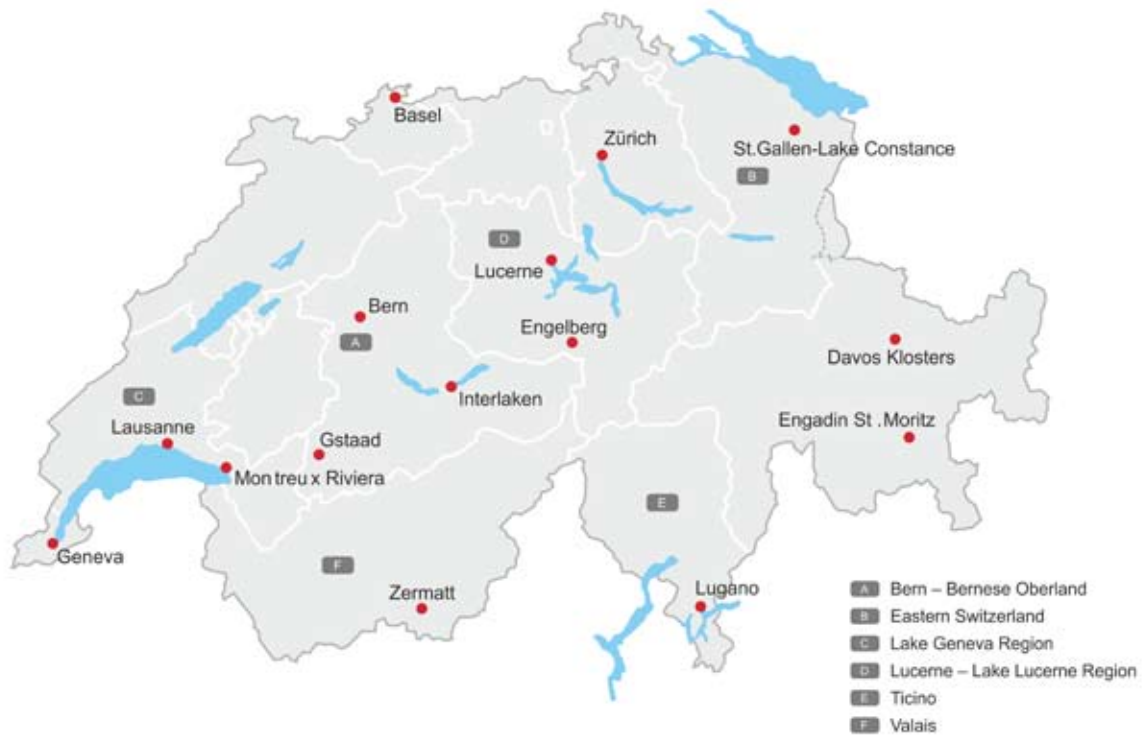 Basel
Zürich
St.Gallen-Lake Constance
B
D
Lucerne
Bern
A
Engelberg
Davos Klosters
Interlaken
C
Lausanne
Gstaad
Engadin St .Moritz
Mon treu x Riviera
E
Geneva
F
Zermatt
Lugano
A Bern – Bernese Oberland
B Eastern Switzerland
C Lake Geneva Region
D Lucerne – Lake Lucerne Region
E Ticino
F Valais